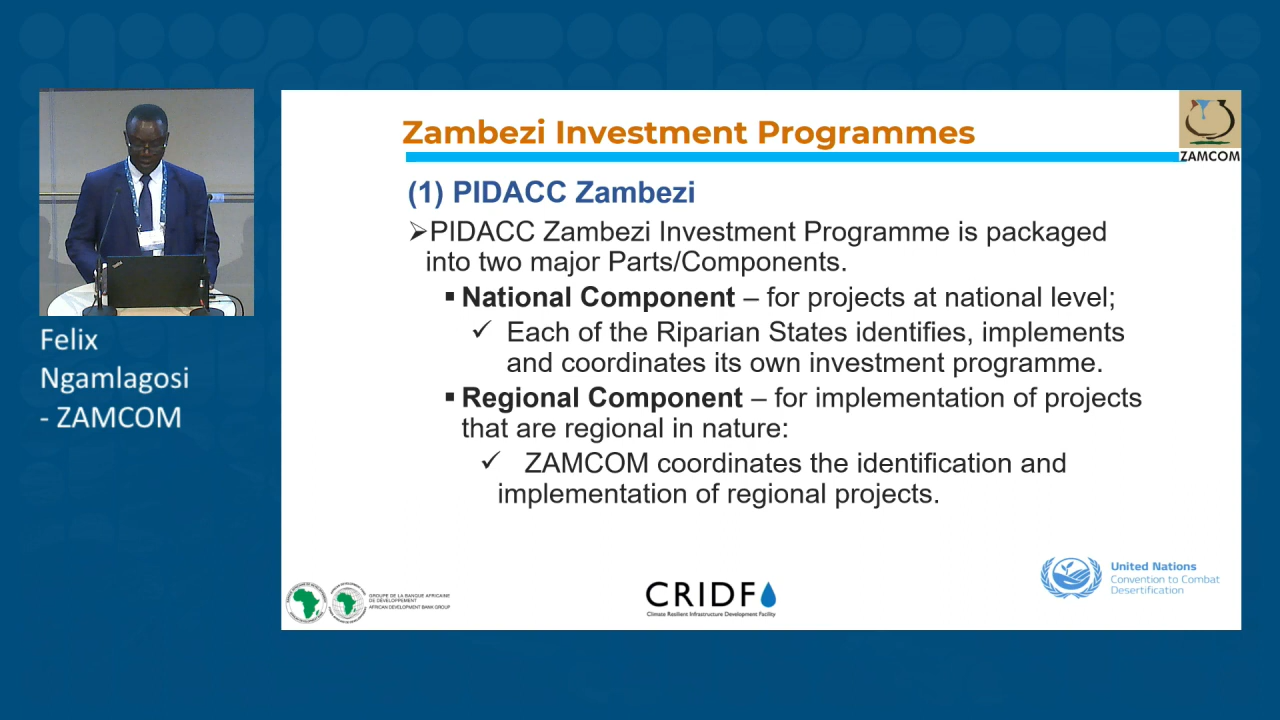 Zambezi Investment Programmes
ZAMCOM
(1) PIDACC Zambezi
➢PIDACC Zambezi Investment Programme is packaged
into two major Parts/Components.
▪ National Component – for projects at national level;
✓ Each of the Riparian States identifies, implements
and coordinates its own investment programme.
▪ Regional Component – for implementation of projects
that are regional in nature:
✓ ZAMCOM coordinates the identification and
implementation of regional projects.
Felix
Ngamlagosi
- ZAMCOM
GROUPE DE LA BANQUE AFRICAINE
DE DÉVELOPPEMENT
AFRICAN DEVELOPMENT BANK GROUP
CRIDF
Climate Resilient Infrastructure Development Facility
United Nations
Convention to Combat
Desertification